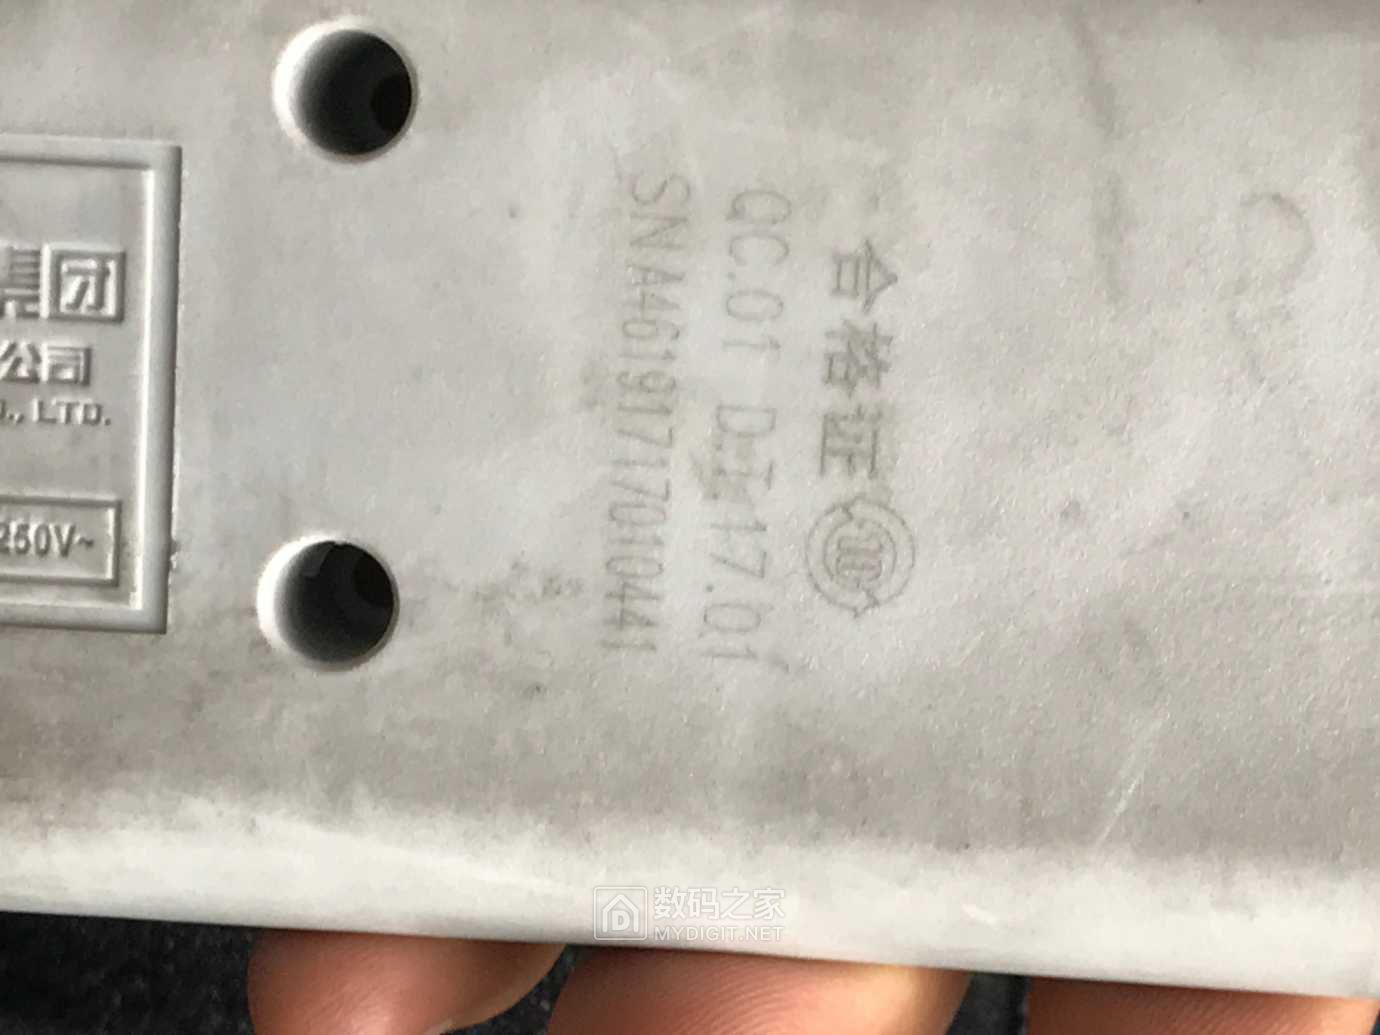 团
公司
., LTD.
250V~
合格证
QC.01 17.01
SNA46191717010441
数码之家
MYDIGIT.NET